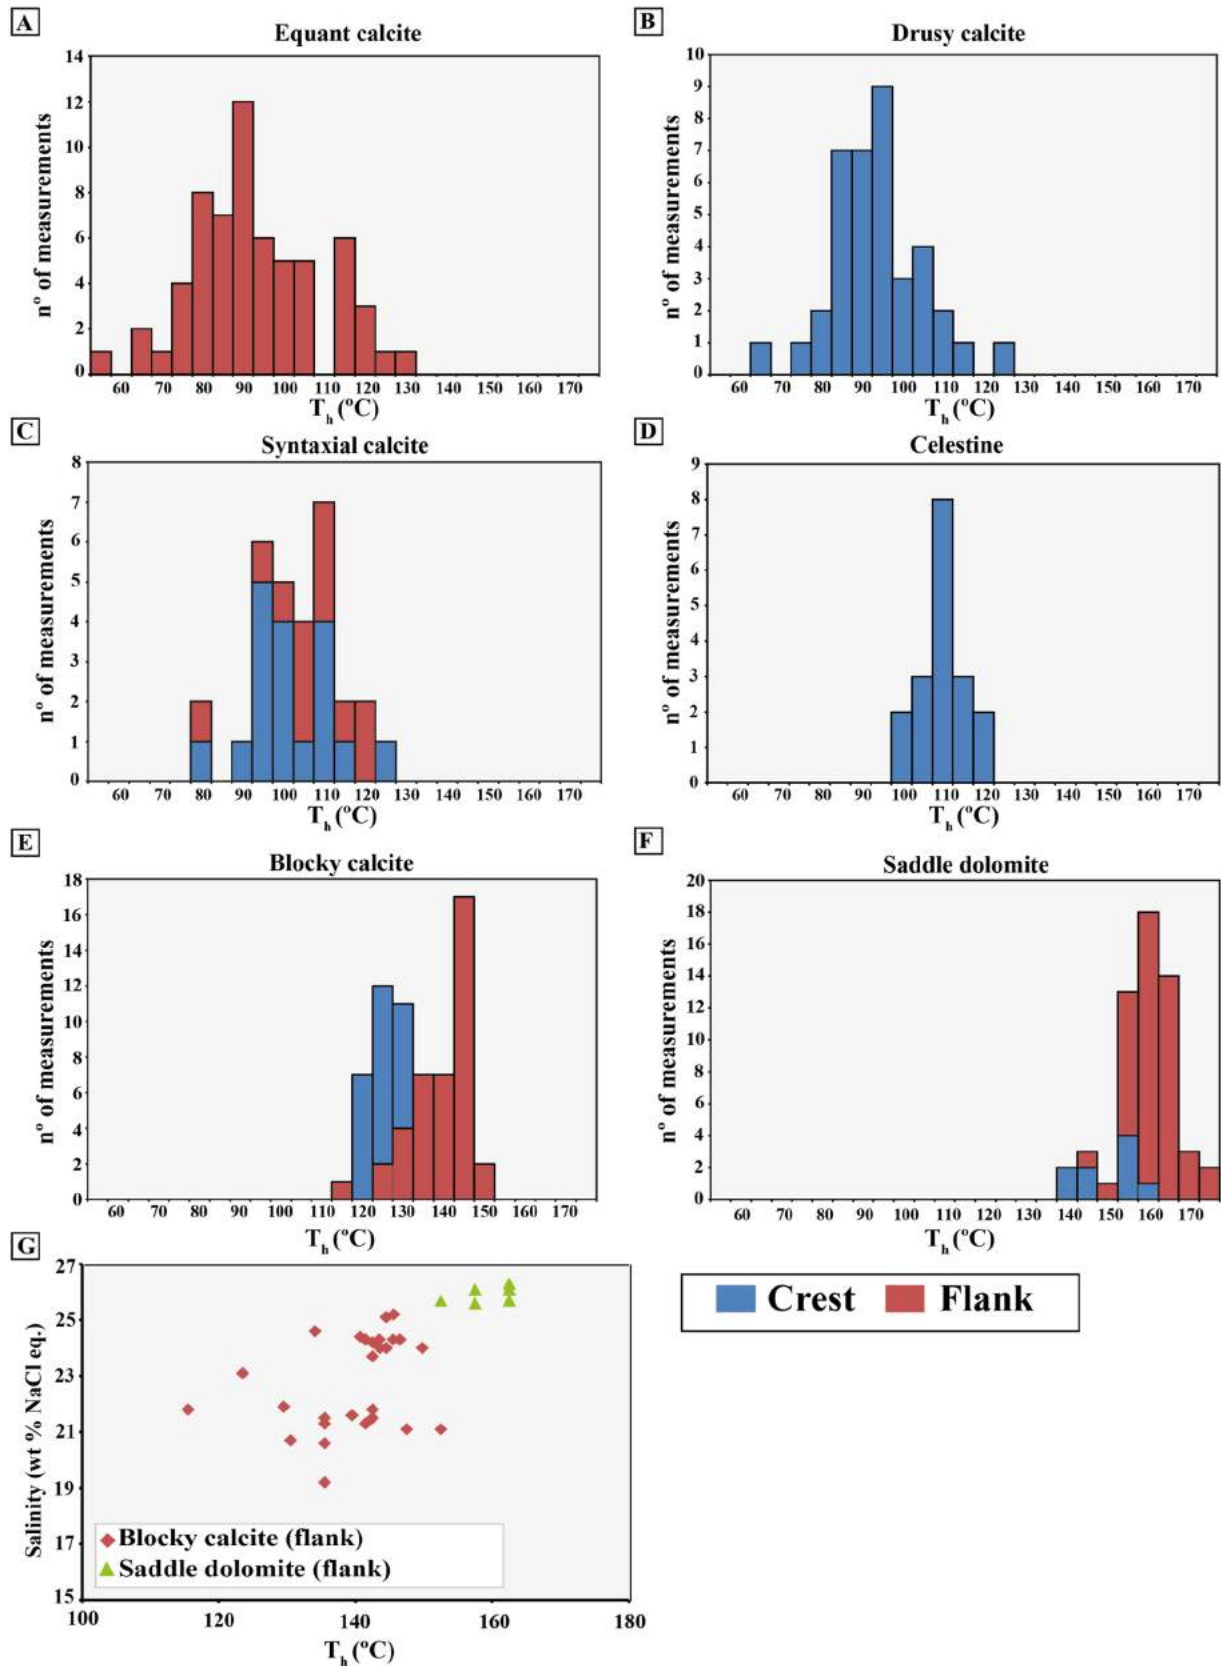 A
Equant calcite
nº of measurements
14
12
10
8
6
4
2
0
60 70 80 90 100 110 120 130 140 150 160 170
Th (ºC)
B
Drusy calcite
nº of measurements
10
9
8
7
6
5
4
3
2
1
0
60 70 80 90 100 110 120 130 140 150 160 170
Th (ºC)
C
Syntaxial calcite
nº of measurements
8
7
6
5
4
3
2
1
0
60 70 80 90 100 110 120 130 140 150 160 170
Th (ºC)
D
Celestine
nº of measurements
9
8
7
6
5
4
3
2
1
0
60 70 80 90 100 110 120 130 140 150 160 170
Th (ºC)
E
Blocky calcite
nº of measurements
18
16
14
12
10
8
6
4
2
0
60 70 80 90 100 110 120 130 140 150 160 170
Th (ºC)
F
Saddle dolomite
nº of measurements
20
18
16
14
12
10
8
6
4
2
0
60 70 80 90 100 110 120 130 140 150 160 170
Th (ºC)
G
Salinity (wt % NaCl eq.)
27
25
23
21
19
17
15
Blocky calcite (flank)
Saddle dolomite (flank)
100 120 140 160 180
Th (ºC)
Crest Flank